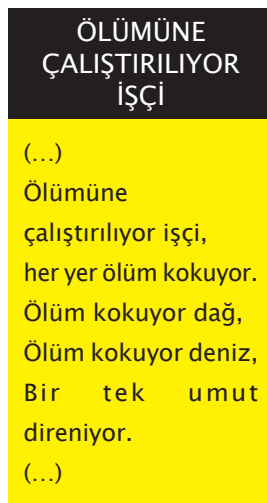 ÖLÜMÜNE
ÇALIŞTIRILIYOR
İŞÇİ
(…)
Ölümüne
çalıştırılıyor işçi,
her yer ölüm kokuyor.
Ölüm kokuyor dağ,
Ölüm kokuyor deniz,
Bir tek umut
direniyor.
(…)